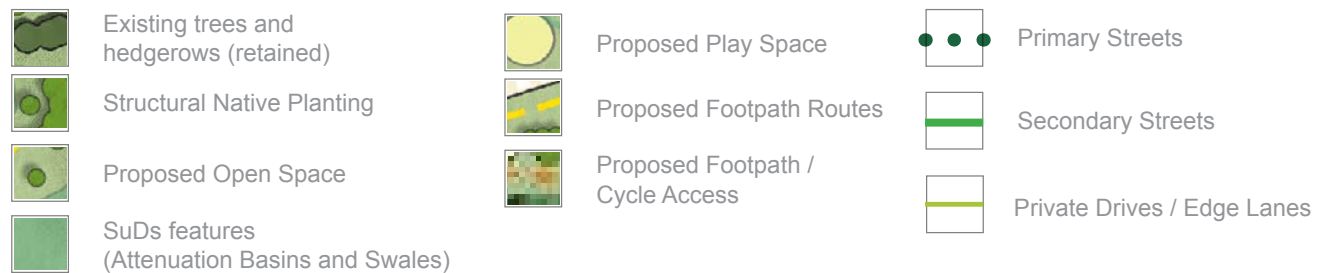 Existing trees and
hedgerows (retained)
Structural Native Planting
Proposed Open Space
SuDs features
(Attenuation Basins and Swales)
Proposed Play Space
Proposed Footpath Routes
Proposed Footpath /
Cycle Access
Primary Streets
Secondary Streets
Private Drives / Edge Lanes